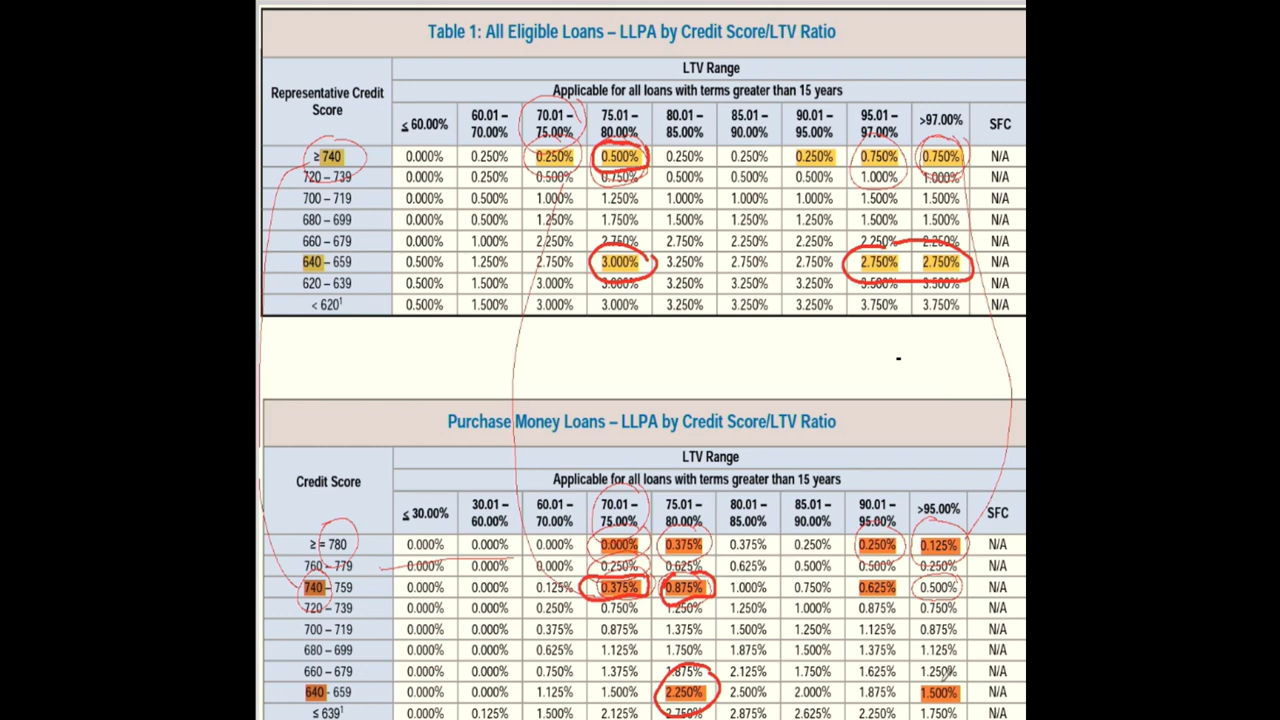 Table 1: All Eligible Loans – LLPA by Credit Score/LTV Ratio
Representative Credit Score
LTV Range
Applicable for all loans with terms greater than 15 years
≤ 60.00% 60.01 – 70.00% 70.01 – 75.00% 75.01 – 80.00% 80.01 – 85.00% 85.01 – 90.00% 90.01 – 95.00% 95.01 – 97.00% >97.00% SFC
≥ 740 0.000% 0.250% 0.250% 0.500% 0.250% 0.250% 0.250% 0.750% 0.750% N/A
720 – 739 0.000% 0.250% 0.500% 0.750% 0.500% 0.500% 0.500% 1.000% 1.000% N/A
700 – 719 0.000% 0.500% 1.000% 1.250% 1.000% 1.000% 1.000% 1.500% 1.500% N/A
680 – 699 0.000% 0.500% 1.250% 1.750% 1.500% 1.250% 1.250% 1.500% 1.500% N/A
660 – 679 0.000% 1.000% 2.250% 2.750% 2.750% 2.250% 2.250% 2.250% 2.250% N/A
640 – 659 0.500% 1.250% 2.750% 3.000% 3.250% 2.750% 2.750% 2.750% 2.750% N/A
620 – 639 0.500% 1.500% 3.000% 3.000% 3.250% 3.250% 3.250% 3.500% 3.500% N/A
< 620¹ 0.500% 1.500% 3.000% 3.000% 3.250% 3.250% 3.250% 3.750% 3.750% N/A
Purchase Money Loans – LLPA by Credit Score/LTV Ratio
Credit Score
LTV Range
Applicable for all loans with terms greater than 15 years
≤ 30.00% 30.01 – 60.00% 60.01 – 70.00% 70.01 – 75.00% 75.01 – 80.00% 80.01 – 85.00% 85.01 – 90.00% 90.01 – 95.00% >95.00% SFC
≥ = 780 0.000% 0.000% 0.000% 0.000% 0.375% 0.375% 0.250% 0.250% 0.125% N/A
760 – 779 0.000% 0.000% 0.000% 0.250% 0.625% 0.625% 0.500% 0.500% 0.250% N/A
740 – 759 0.000% 0.000% 0.125% 0.375% 0.875% 1.000% 0.750% 0.625% 0.500% N/A
720 – 739 0.000% 0.000% 0.250% 0.750% 1.250% 1.250% 1.000% 0.875% 0.750% N/A
700 – 719 0.000% 0.000% 0.375% 0.875% 1.375% 1.500% 1.250% 1.125% 0.875% N/A
680 – 699 0.000% 0.000% 0.625% 1.125% 1.750% 1.875% 1.500% 1.375% 1.125% N/A
660 – 679 0.000% 0.000% 0.750% 1.375% 1.875% 2.125% 1.750% 1.625% 1.250% N/A
640 - 659 0.000% 0.000% 1.125% 1.500% 2.250% 2.500% 2.000% 1.875% 1.500% N/A
≤ 639¹ 0.000% 0.125% 1.500% 2.125% 2.750% 2.875% 2.625% 2.250% 1.750% N/A